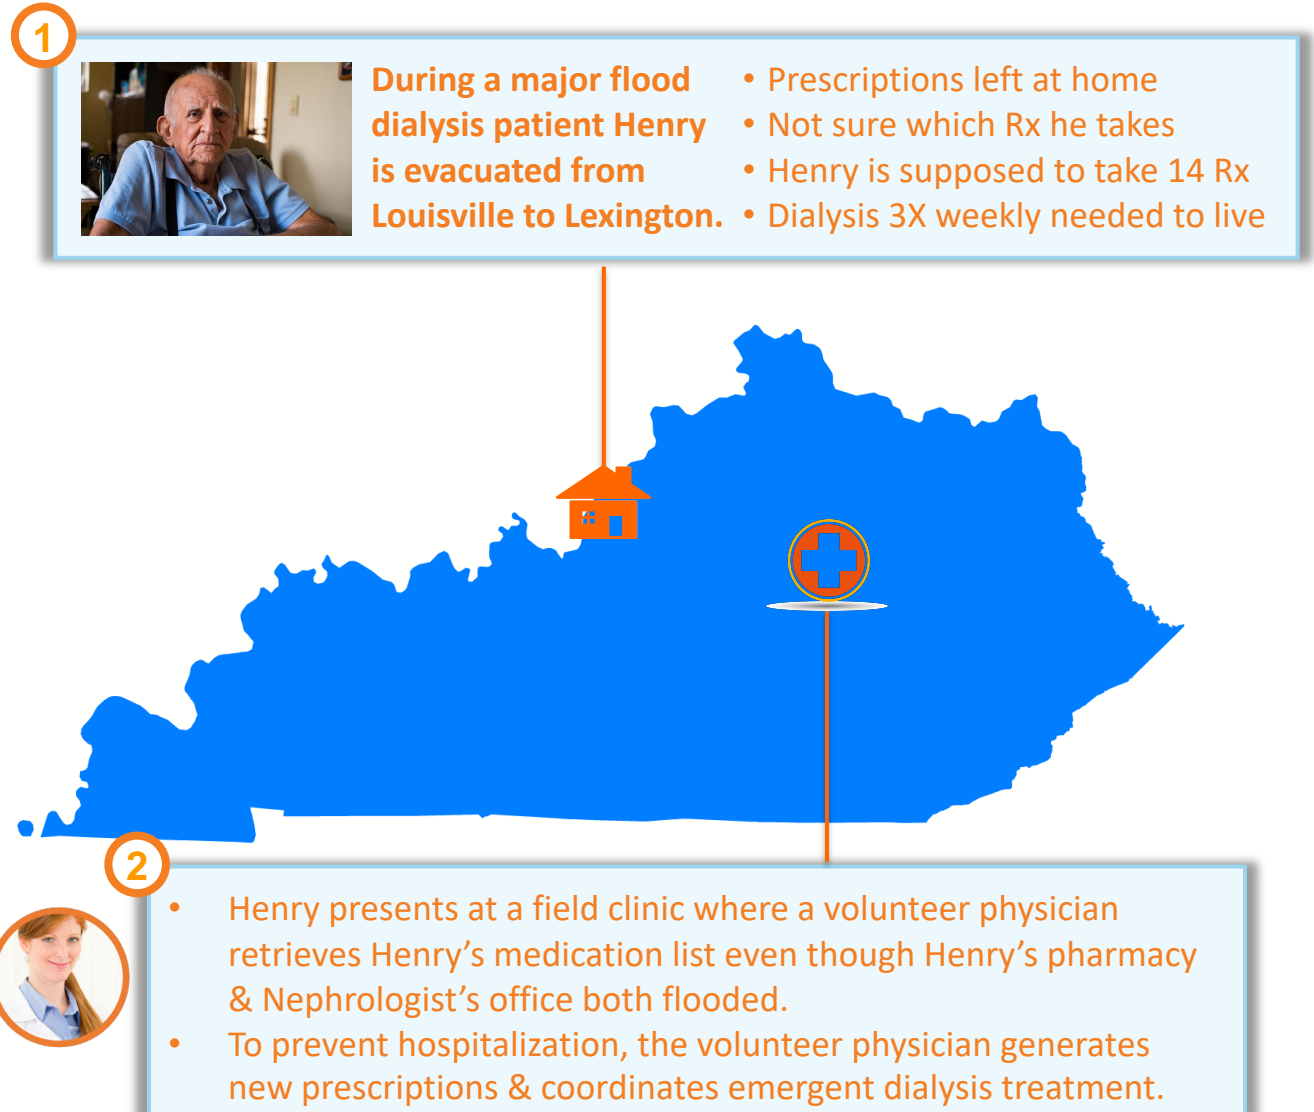 1
During a major flood
dialysis patient Henry
is evacuated from
Louisville to Lexington.
• Prescriptions left at home
• Not sure which Rx he takes
• Henry is supposed to take 14 Rx
• Dialysis 3X weekly needed to live
2
• Henry presents at a field clinic where a volunteer physician
retrieves Henry’s medication list even though Henry’s pharmacy
& Nephrologist’s office both flooded.
• To prevent hospitalization, the volunteer physician generates
new prescriptions & coordinates emergent dialysis treatment.